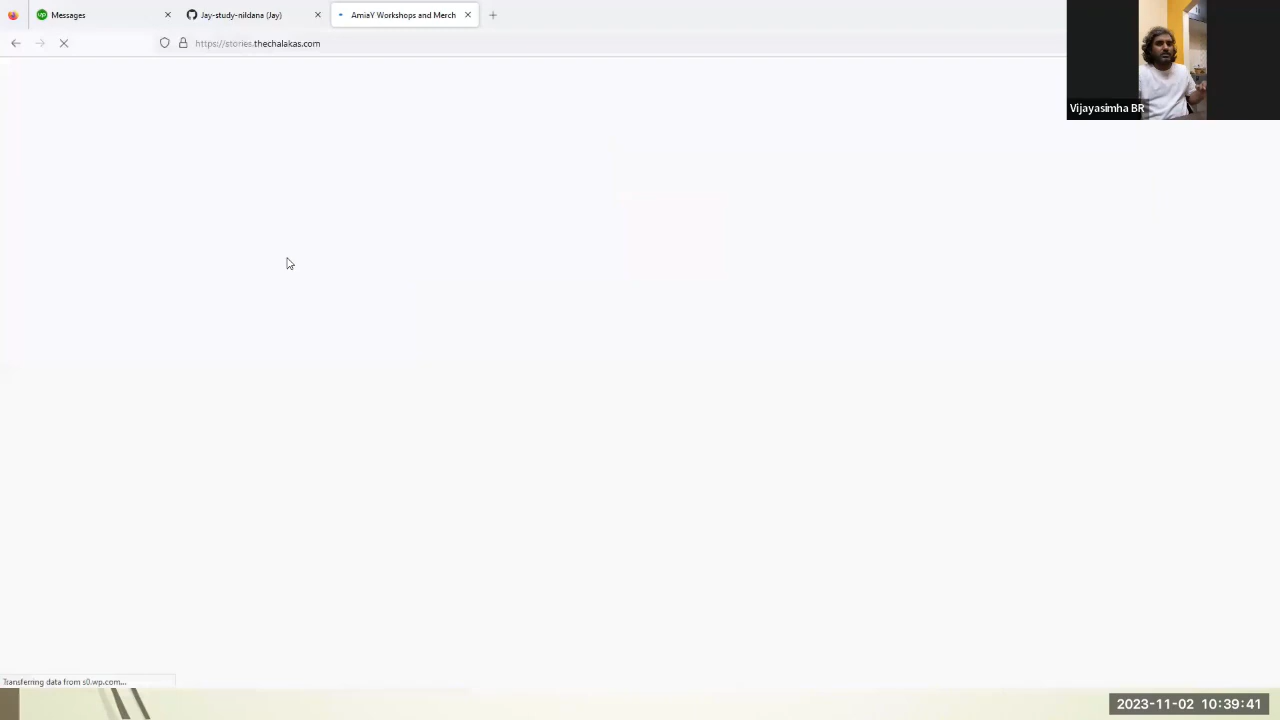 Messages
Jay-study-nildana (Jay)
AmiaY Workshops and Merch
https://stories.thechalakas.com
Vijayasimha BR
Transferring data from s0.wp.com...
2023-11-02 10:39:41